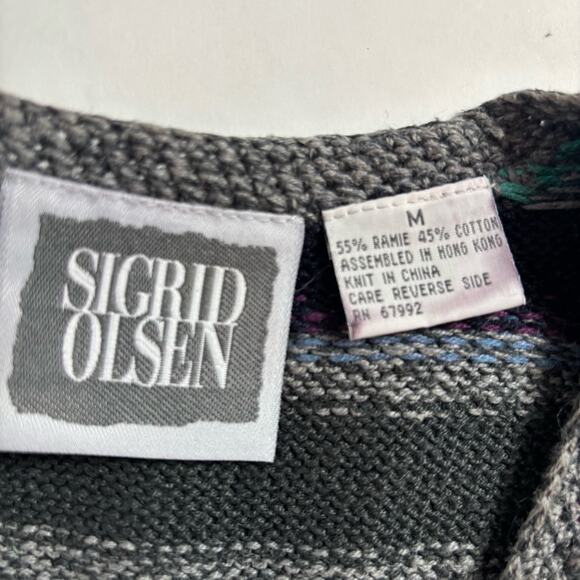 SIGRID
OLSEN
M
55% RAMIE 45% COTTON
ASSEMBLED IN HONG KONG
KNIT IN CHINA
CARE REVERSE SIDE
RN 67992